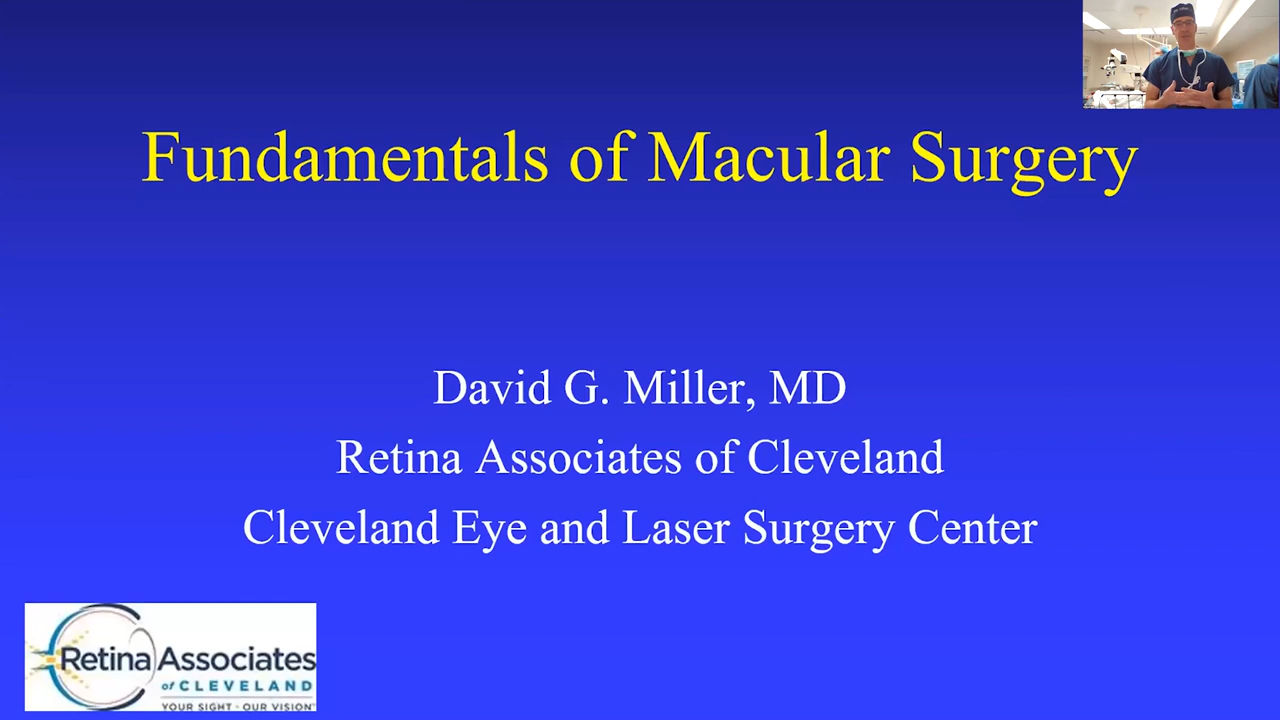 Fundamentals of Macular Surgery
David G. Miller, MD
Retina Associates of Cleveland
Cleveland Eye and Laser Surgery Center
Retina Associates
of CLEVELAND
YOUR SIGHT - OUR VISION